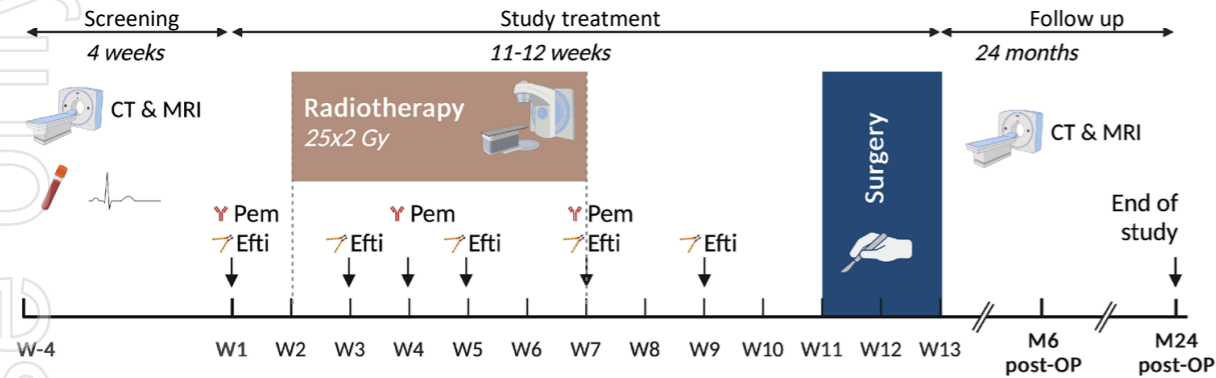 Screening
Study treatment
Follow up
4 weeks
11-12 weeks
24 months
CT & MRI
Radiotherapy
25x2 Gy
Surgery
CT & MRI
Pem
Pem
Pem
Efti
Efti
Efti
Efti
Efti
End of
study
W-4
W1
W2
W3
W4
W5
W6
W7
W8
W9
W10
W11
W12
W13
M6
post-OP
M24
post-OP